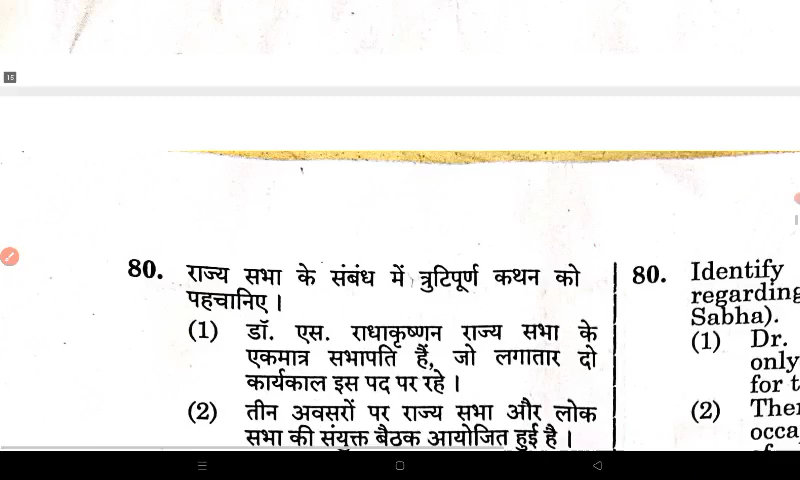 15
80. राज्य सभा के संबंध में त्रुटिपूर्ण कथन को
पहचानिए।
(1) डॉ. एस. राधाकृष्णन राज्य सभा के
एकमात्र सभापति हैं, जो लगातार दो
कार्यकाल इस पद पर रहे।
(2) तीन अवसरों पर राज्य सभा और लोक
सभा की संयुक्त बैठक आयोजित हुई है।
80. Identify
regarding
Sabha).
(1) Dr.
only
for t
(2) Ther
occa